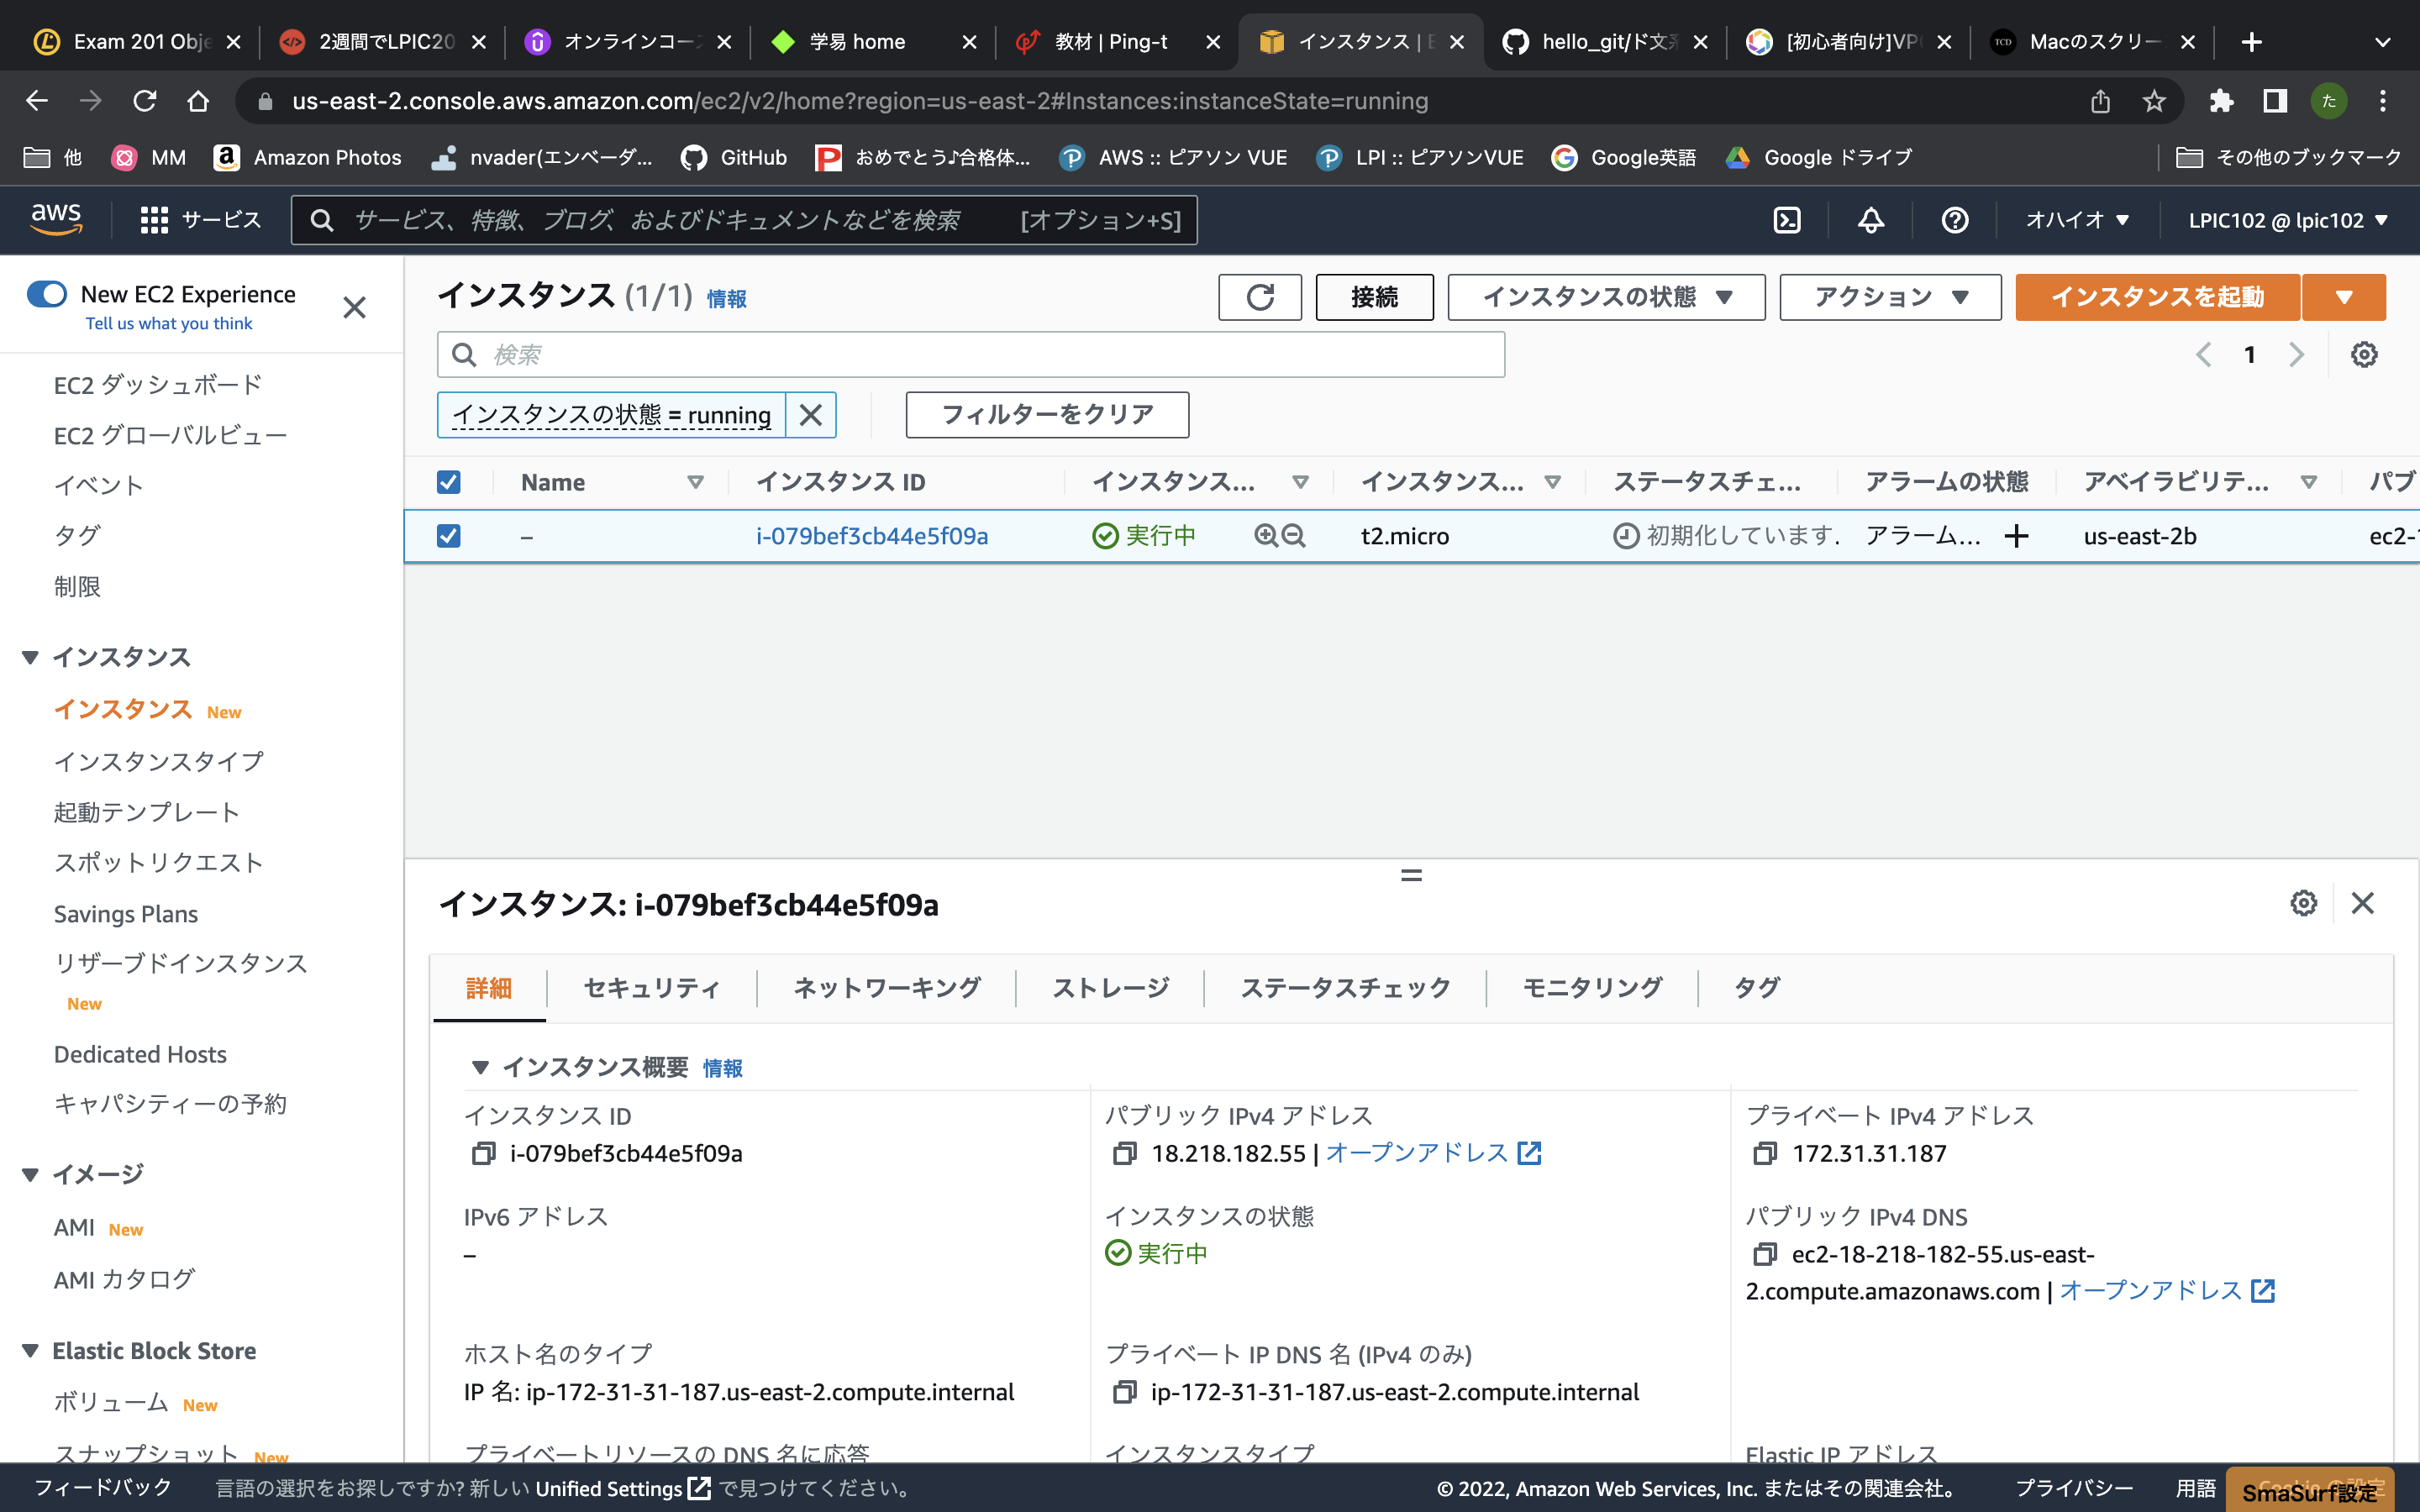 Exam 201 Obje
2週間でLPIC20
オンラインコース
学易 home
教材 | Ping-t
インスタンス | E
hello_git/ド文系
[初心者向け]VPC
Macのスクリー
us-east-2.console.aws.amazon.com/ec2/v2/home?region=us-east-2#Instances:instanceState=running
た
他
MM
Amazon Photos
nvader(エンベーダ...
GitHub
おめでとう♪合格体...
AWS :: ピアソン VUE
LPI :: ピアソンVUE
Google英語
Google ドライブ
その他のブックマーク
aws
サービス
サービス、特徴、ブログ、およびドキュメントなどを検索
[オプション+S]
オハイオ ▼
LPIC102 @ lpic102 ▼
New EC2 Experience
Tell us what you think
EC2 ダッシュボード
EC2 グローバルビュー
イベント
タグ
制限
インスタンス
インスタンス New
インスタンスタイプ
起動テンプレート
スポットリクエスト
Savings Plans
リザーブドインスタンス
New
Dedicated Hosts
キャパシティーの予約
イメージ
AMI New
AMI カタログ
Elastic Block Store
ボリューム New
スナップショット New
インスタンス (1/1) 情報
接続
インスタンスの状態 ▼
アクション ▼
インスタンスを起動 ▼
検索
1
インスタンスの状態 = running
フィルターをクリア
Name
インスタンス ID
インスタンス...
インスタンス...
ステータスチェ...
アラームの状態
アベイラビリテ...
パブ
–
i-079bef3cb44e5f09a
実行中
t2.micro
初期化しています.
アラーム... +
us-east-2b
ec2-1
インスタンス: i-079bef3cb44e5f09a
詳細
セキュリティ
ネットワーキング
ストレージ
ステータスチェック
モニタリング
タグ
▼ インスタンス概要 情報
インスタンス ID
i-079bef3cb44e5f09a
パブリック IPv4 アドレス
18.218.182.55 | オープンアドレス
プライベート IPv4 アドレス
172.31.31.187
IPv6 アドレス
–
インスタンスの状態
実行中
パブリック IPv4 DNS
ec2-18-218-182-55.us-east-
2.compute.amazonaws.com | オープンアドレス
ホスト名のタイプ
IP 名: ip-172-31-31-187.us-east-2.compute.internal
プライベート IP DNS 名 (IPv4 のみ)
ip-172-31-31-187.us-east-2.compute.internal
プライベートリソースの DNS 名に応答
インスタンスタイプ
Elastic IP アドレス
フィードバック
言語の選択をお探しですか? 新しい Unified Settings で見つけてください。
© 2022, Amazon Web Services, Inc. またはその関連会社。
プライバシー
用語
SmaSurf設定